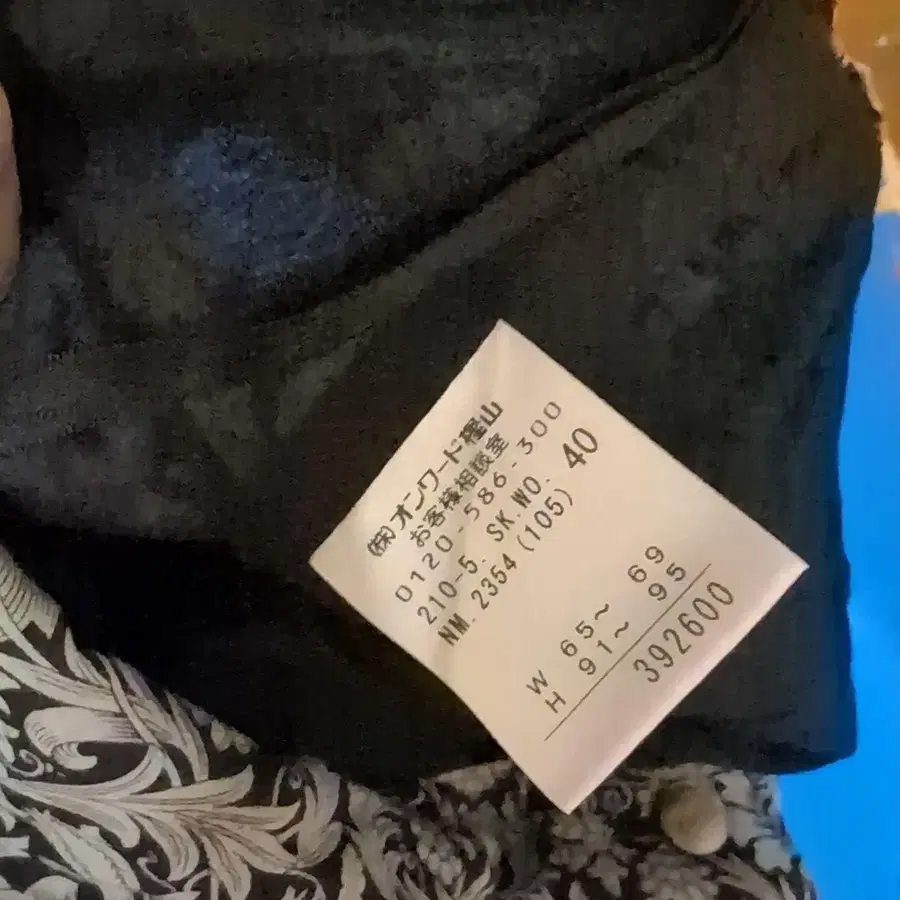 (株)オンワード樫山
お客様相談室
0120-586-300
210-5. SK.WO. 40
NM. 2354 (105)
W 65~ 69
H 91~ 95
392600